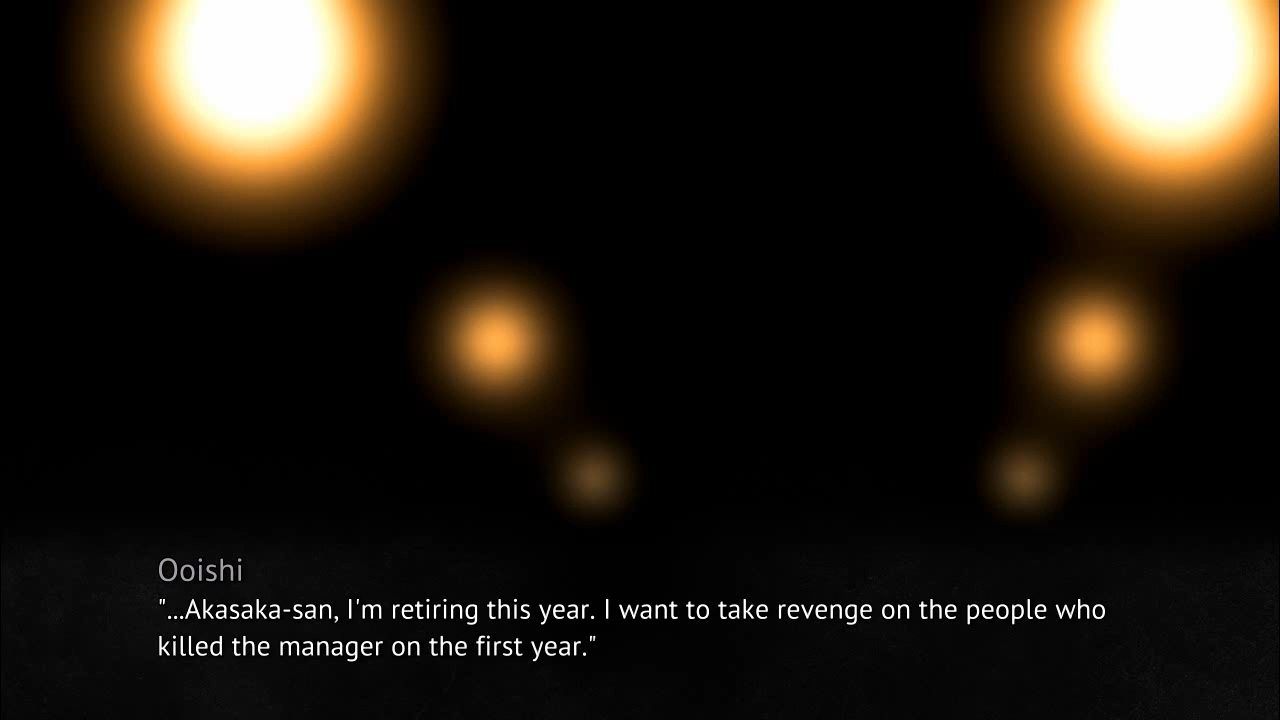 Ooishi
"...Akasaka-san, I'm retiring this year. I want to take revenge on the people who
killed the manager on the first year."